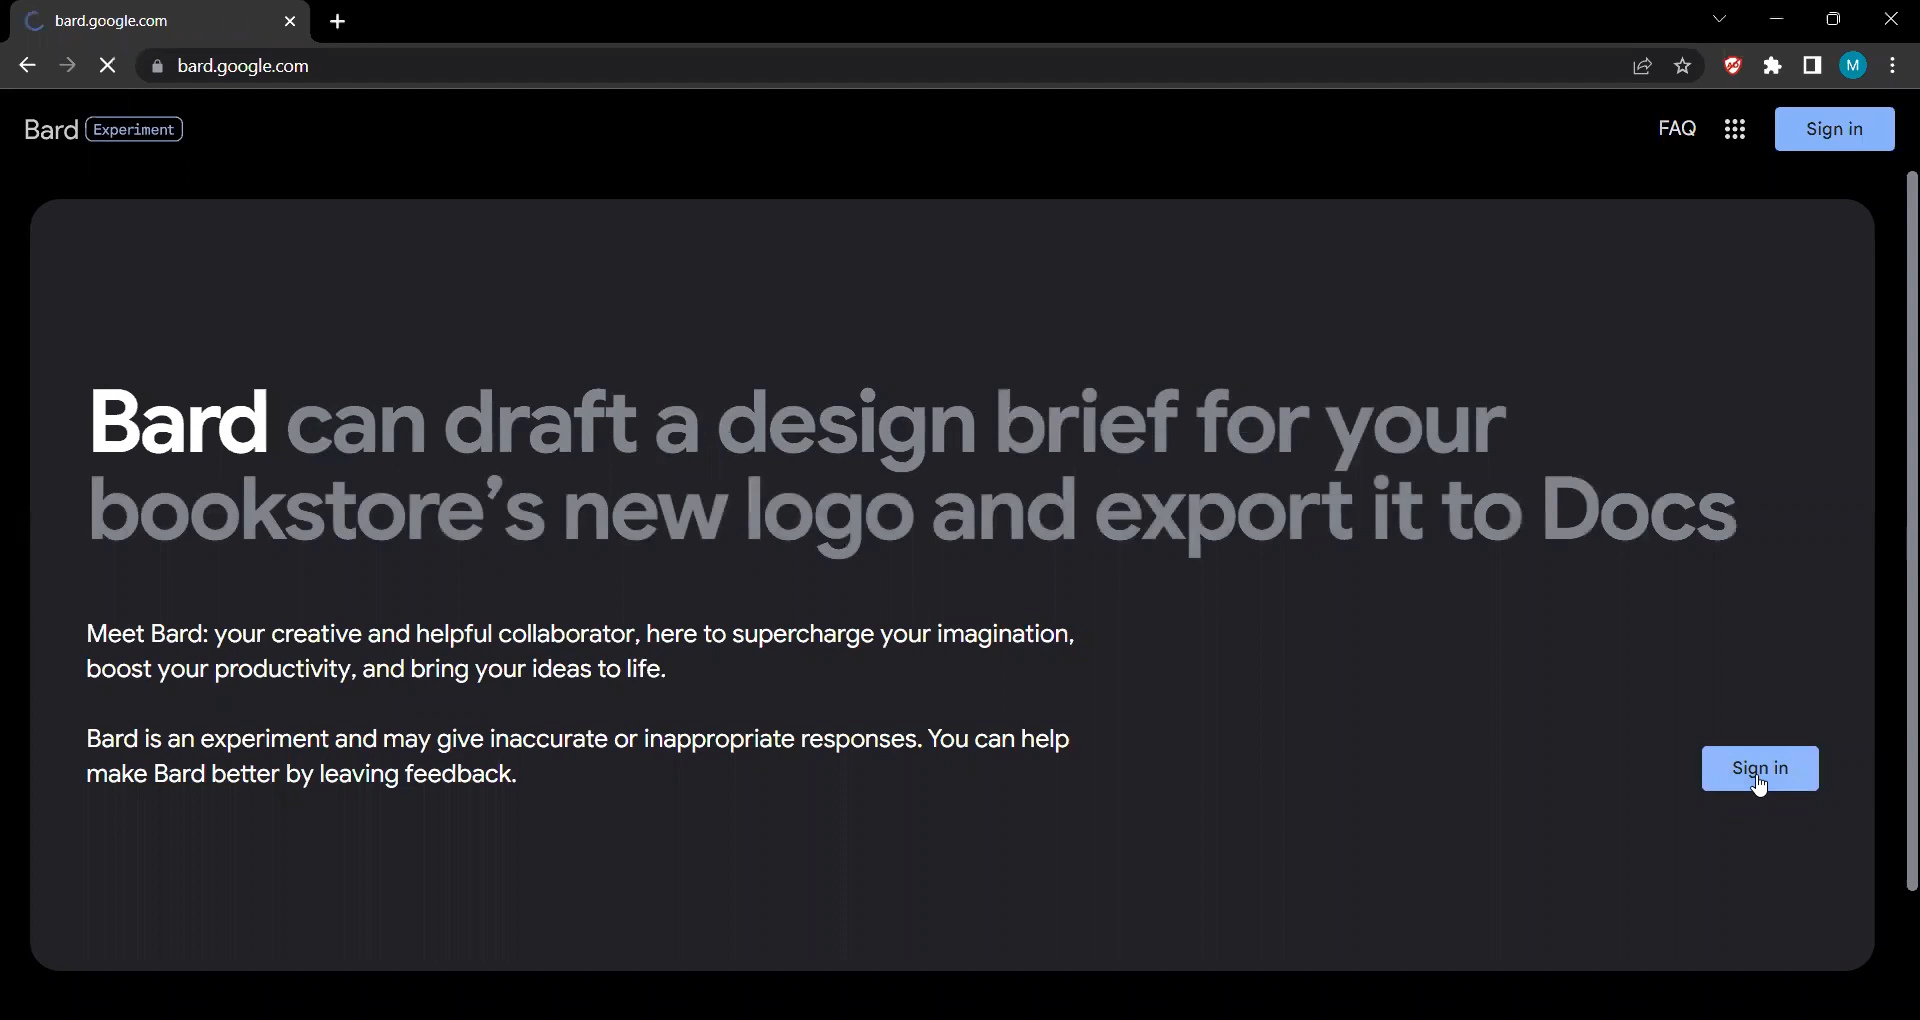 bard.google.com
bard.google.com
M
Bard Experiment
FAQ
Sign in
Bard can draft a design brief for your
bookstore’s new logo and export it to Docs
Meet Bard: your creative and helpful collaborator, here to supercharge your imagination,
boost your productivity, and bring your ideas to life.
Bard is an experiment and may give inaccurate or inappropriate responses. You can help
make Bard better by leaving feedback.
Sign in